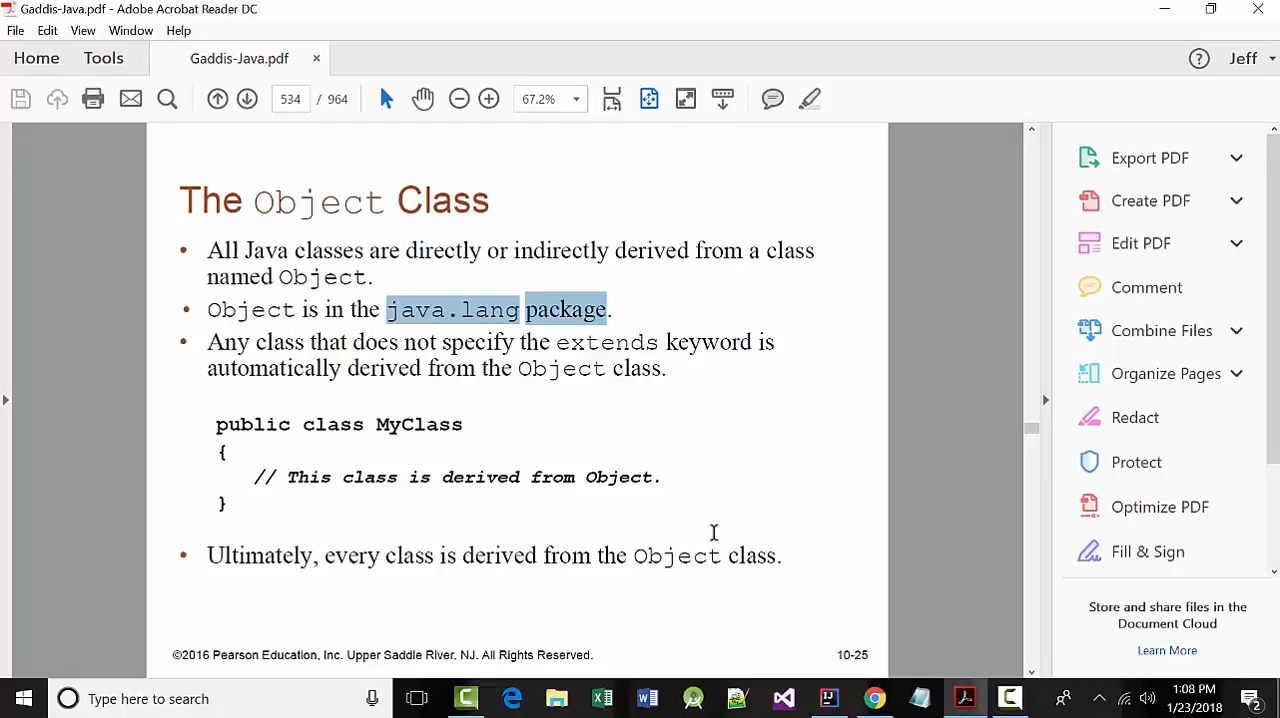 Gaddis-Java.pdf - Adobe Acrobat Reader DC
File Edit View Window Help
Home Tools Gaddis-Java.pdf × ? Jeff
534 / 964 67.2%
The Object Class
• All Java classes are directly or indirectly derived from a class
named Object.
• Object is in the java.lang package.
• Any class that does not specify the extends keyword is
automatically derived from the Object class.
public class MyClass
{
// This class is derived from Object.
}
• Ultimately, every class is derived from the Object class.
©2016 Pearson Education, Inc. Upper Saddle River, NJ. All Rights Reserved. 10-25
Export PDF
Create PDF
Edit PDF
Comment
Combine Files
Organize Pages
Redact
Protect
Optimize PDF
Fill & Sign
Store and share files in the
Document Cloud
Learn More
Type here to search
1:08 PM
1/23/2018
2